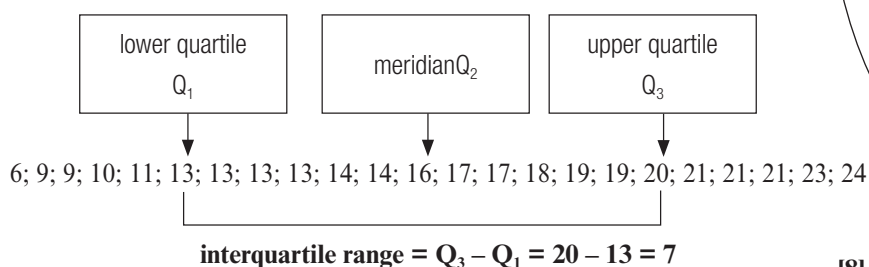 lower quartile
Q₁
meridianQ₂
upper quartile
Q₃
6; 9; 9; 10; 11; 13; 13; 13; 13; 14; 14; 16; 17; 17; 18; 19; 19; 20; 21; 21; 21; 23; 24
interquartile range = Q₃ – Q₁ = 20 – 13 = 7
[8]